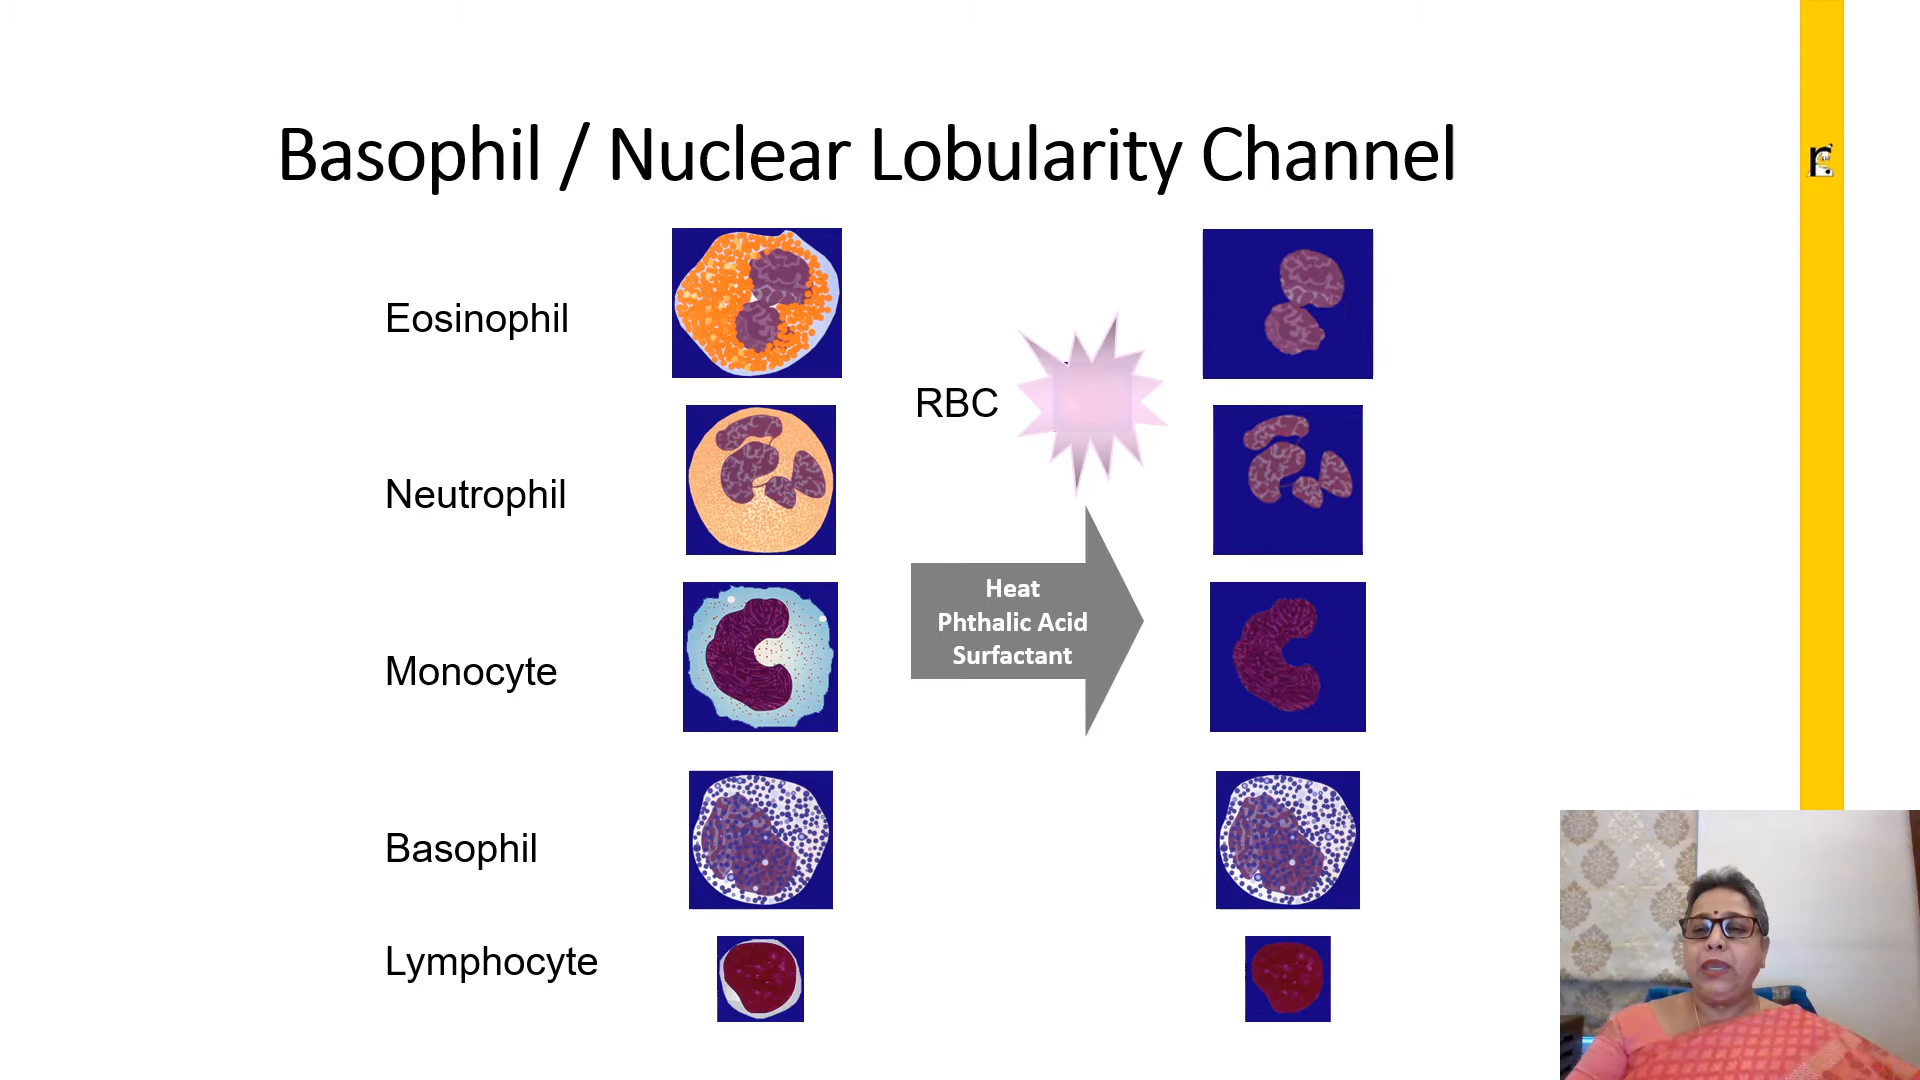 Basophil / Nuclear Lobularity Channel
Eosinophil
RBC
Neutrophil
Heat
Phthalic Acid
Surfactant
Monocyte
Basophil
Lymphocyte